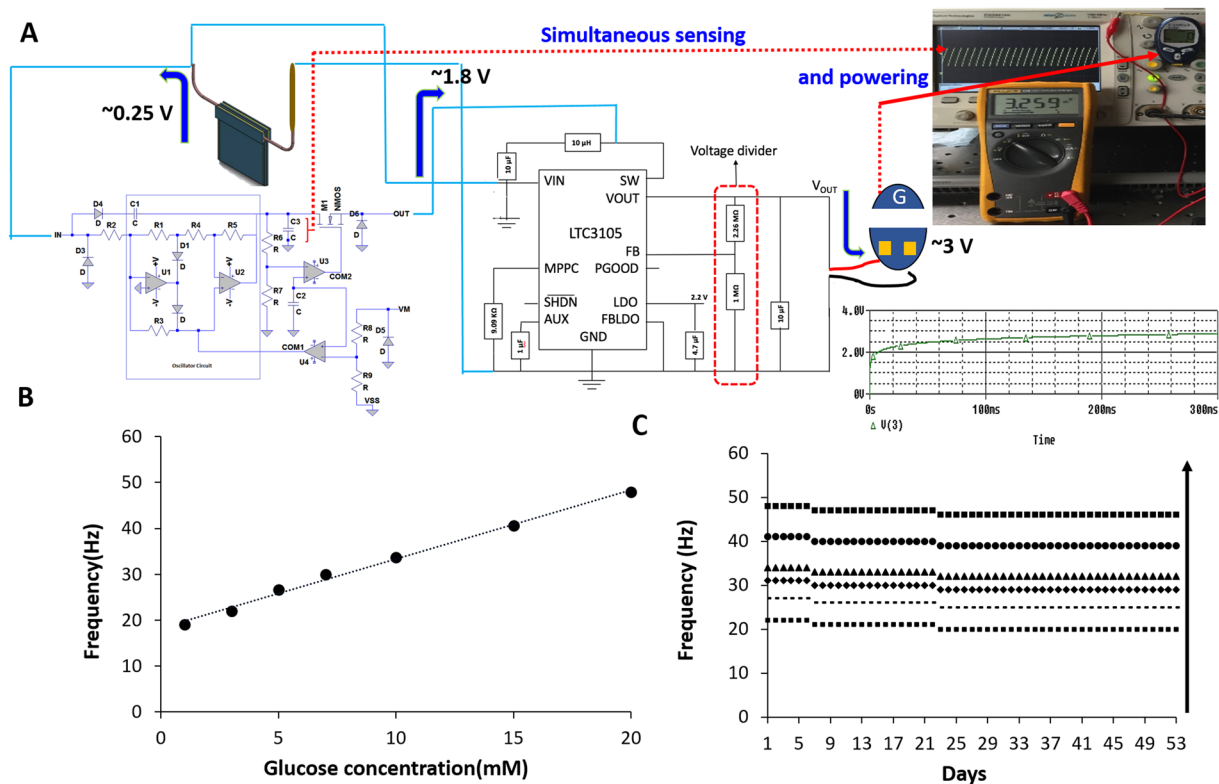 A
Simultaneous sensing
and powering
~0.25 V
~1.8 V
3.259
10 µH
10 µF
Voltage divider
VIN
SW
VOUT
V_OUT
G
~3 V
LTC3105
2.26 MΩ
FB
MPPC
PGOOD
1 MΩ
SHDN
LDO
2.2 V
AUX
FBLDO
GND
9.09 KΩ
1 µF
4.7 µF
10 µF
IN
D4
D
C1
C
R2
R1
R4
R5
D3
D
D1
D
U1
U2
+V
-V
+V
-V
D
R3
Oscillator Circuit
R6
R
R7
R
C3
C
M1
NMOS
D6
D
OUT
U3
COM2
C2
C
COM1
U4
R8
R
D5
D
VM
R9
R
VSS
4.0V
2.0V
0V
0s
100ms
200ms
300ms
V(3)
Time
B
60
50
40
30
20
10
0
Frequency(Hz)
0
5
10
15
20
Glucose concentration(mM)
C
60
50
40
30
20
10
0
Frequency (Hz)
1 5 9 13 17 21 25 29 33 37 41 45 49 53
Days